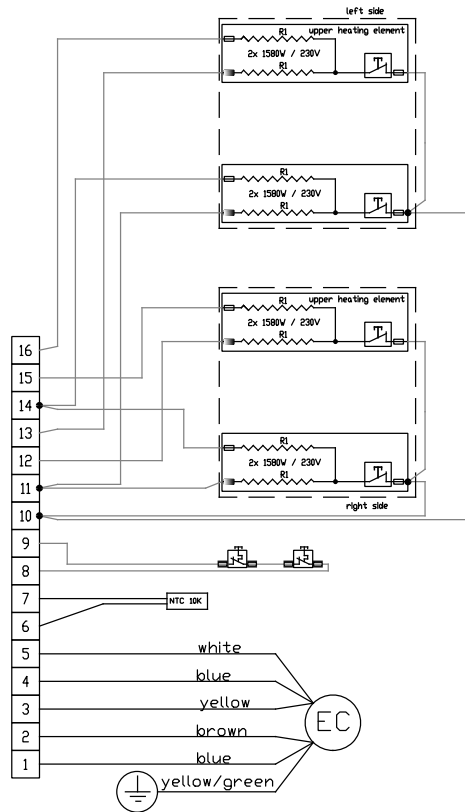 left side
upper heating element
R1
2x 1580W / 230V
R1
R1
2x 1580W / 230V
R1
upper heating element
R1
2x 1580W / 230V
R1
R1
2x 1580W / 230V
R1
right side
16
15
14
13
12
11
10
9
8
7
NTC 10K
6
5
white
4
blue
3
yellow
EC
2
brown
1
blue
yellow/green